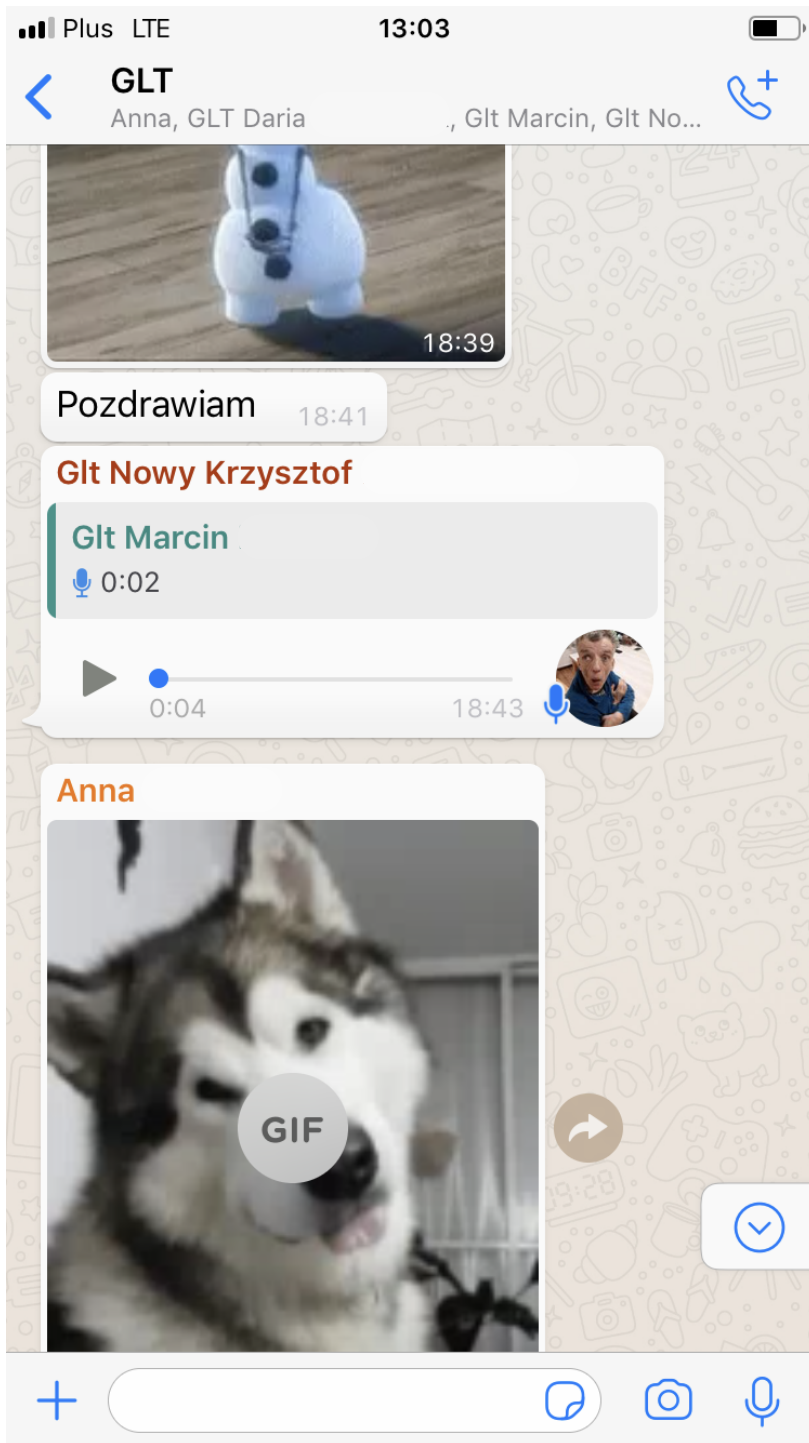 Plus LTE 13:03
GLT
Anna, GLT Daria ., Glt Marcin, Glt No...
18:39
Pozdrawiam 18:41
Glt Nowy Krzysztof
Glt Marcin
0:02
0:04 18:43
Anna
GIF